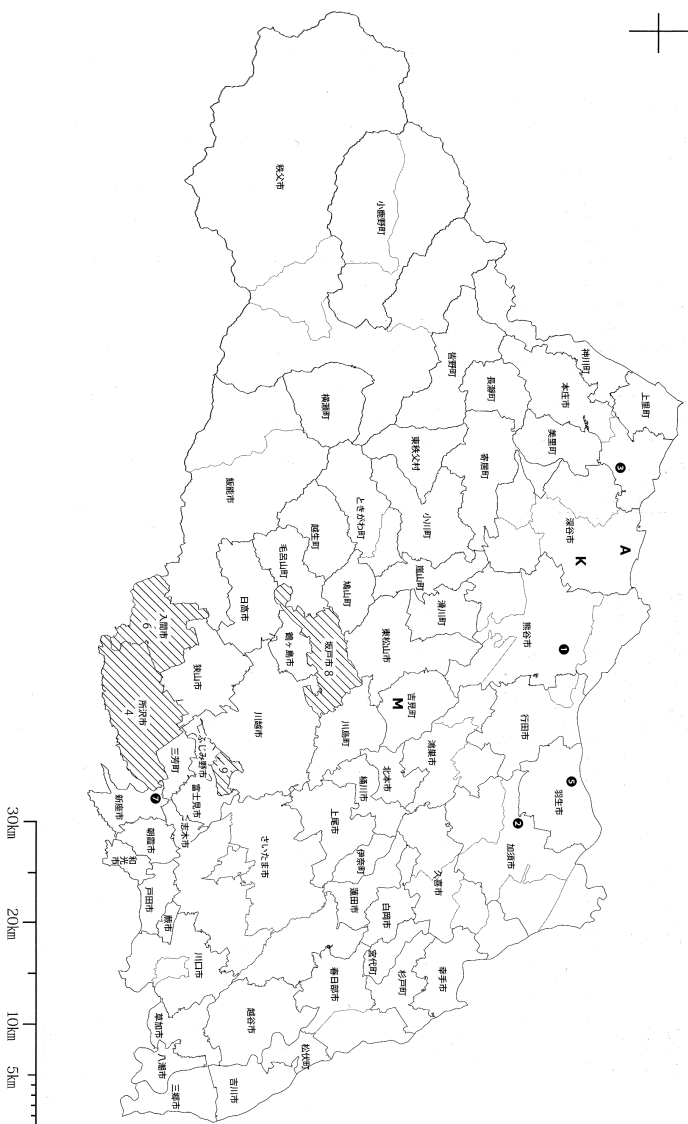 上里町
A
❸
神川町
本庄市
K
深谷市
美里町
❶
❺
羽生市
熊谷市
行田市
❷
加須市
長瀞町
寄居町
皆野町
東秩父村
小川町
嵐山町
滑川町
吉見町
M
鴻巣市
久喜市
幸手市
小鹿野町
ときがわ町
東松山市
北本市
桶川市
白岡市
宮代町
杉戸町
横瀬町
越生町
鳩山町
坂戸市 8
川島町
上尾市
伊奈町
蓮田市
春日部市
松伏町
秩父市
飯能市
毛呂山町
日高市
鶴ヶ島市
川越市
さいたま市
越谷市
吉川市
入間市
6
狭山市
ふじみ野市
9
富士見市
川口市
所沢市
4
三芳町
❼
志木市
蕨市
草加市
三郷市
新座市
朝霞市
和光市
戸田市
八潮市
30km
20km
10km
5km